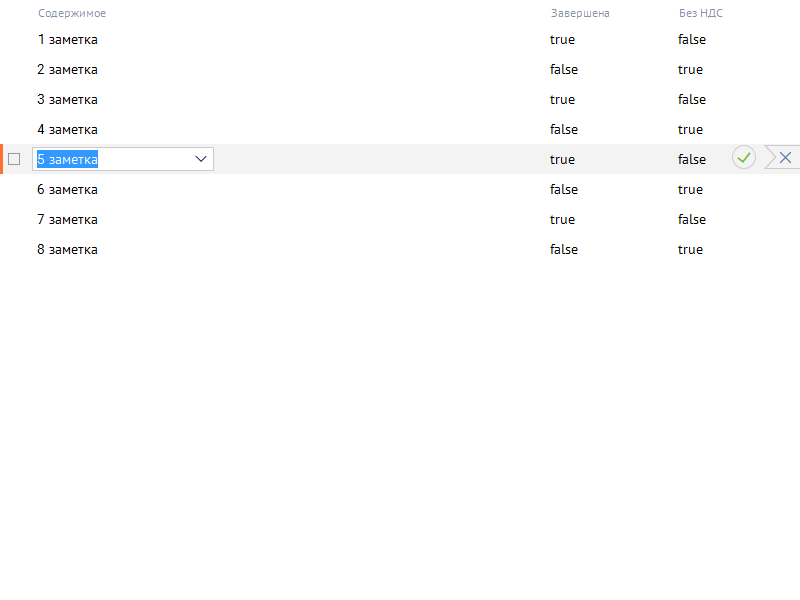 Содержимое Завершена Без НДС
1 заметка true false
2 заметка false true
3 заметка true false
4 заметка false true
5 заметка true false
6 заметка false true
7 заметка true false
8 заметка false true